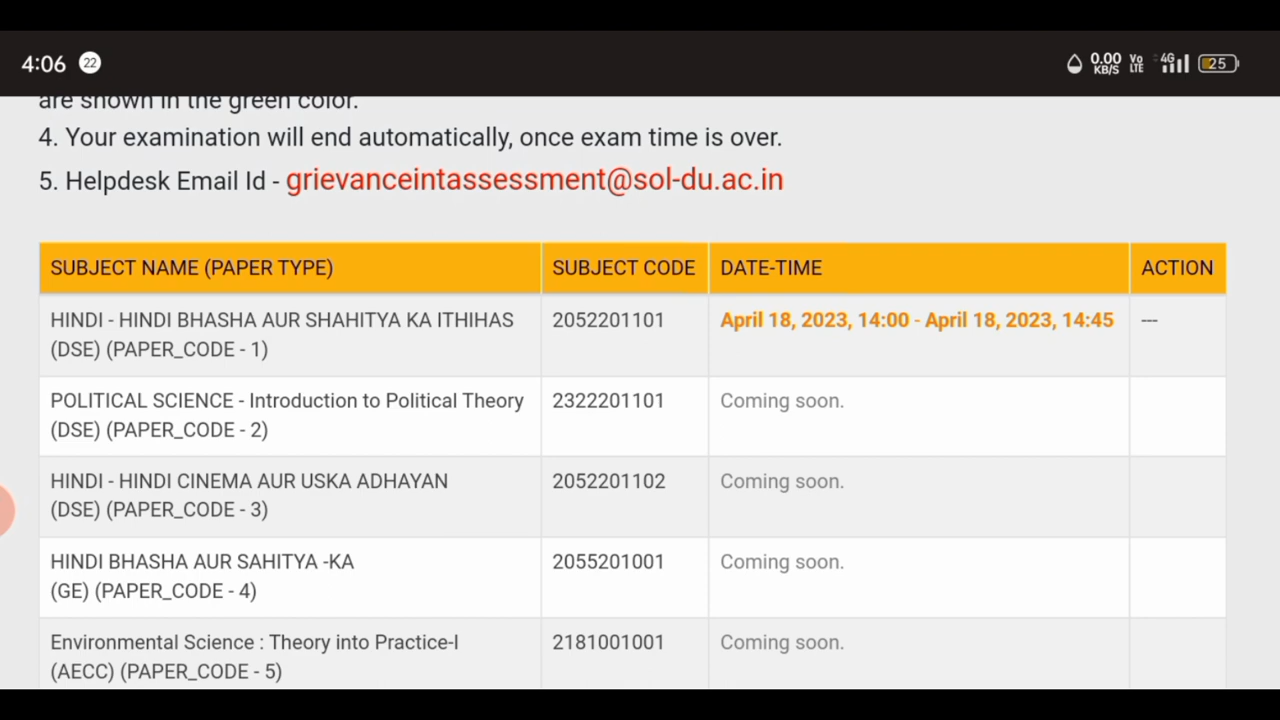 4:06 22 0.00 KB/S Vo LTE 4G 25
are shown in the green color.
4. Your examination will end automatically, once exam time is over.
5. Helpdesk Email Id - grievanceintassessment@sol-du.ac.in
SUBJECT NAME (PAPER TYPE) SUBJECT CODE DATE-TIME ACTION
HINDI - HINDI BHASHA AUR SHAHITYA KA ITHIHAS 2052201101 April 18, 2023, 14:00 - April 18, 2023, 14:45 ---
(DSE) (PAPER_CODE - 1)
POLITICAL SCIENCE - Introduction to Political Theory 2322201101 Coming soon.
(DSE) (PAPER_CODE - 2)
HINDI - HINDI CINEMA AUR USKA ADHAYAN 2052201102 Coming soon.
(DSE) (PAPER_CODE - 3)
HINDI BHASHA AUR SAHITYA -KA 2055201001 Coming soon.
(GE) (PAPER_CODE - 4)
Environmental Science : Theory into Practice-I 2181001001 Coming soon.
(AECC) (PAPER_CODE - 5)